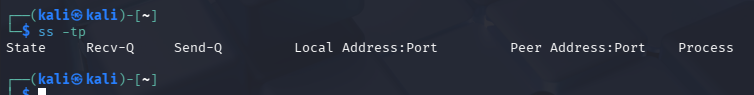 ┌──(kali㉿kali)-[~]
└─$ ss -tp
State Recv-Q Send-Q Local Address:Port Peer Address:Port Process
┌──(kali㉿kali)-[~]
└─$